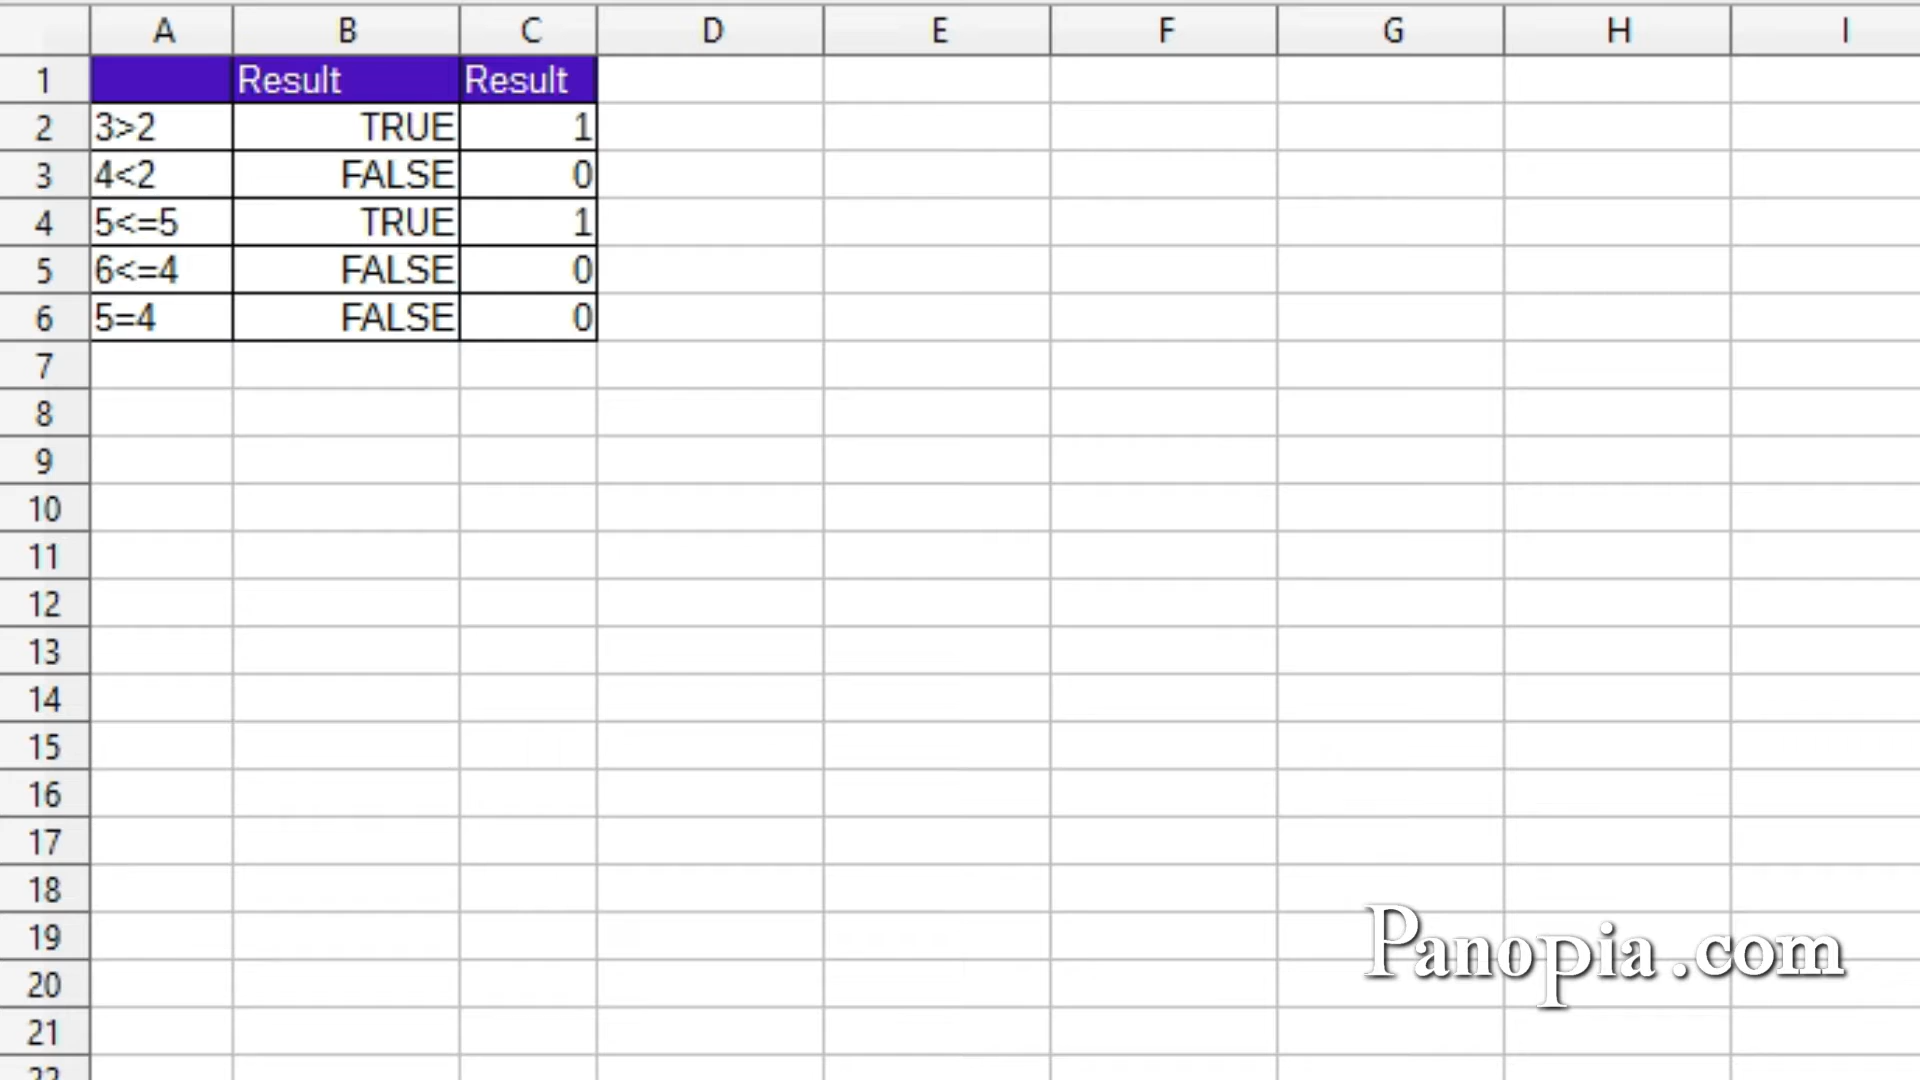 A B C D E F G H I
1 Result Result
2 3>2 TRUE 1
3 4<2 FALSE 0
4 5<=5 TRUE 1
5 6<=4 FALSE 0
6 5=4 FALSE 0
7
8
9
10
11
12
13
14
15
16
17
18
19
Panopia.com
20
21
22